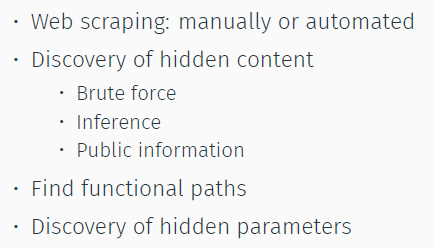 • Web scraping: manually or automated
• Discovery of hidden content
• Brute force
• Inference
• Public information
• Find functional paths
• Discovery of hidden parameters